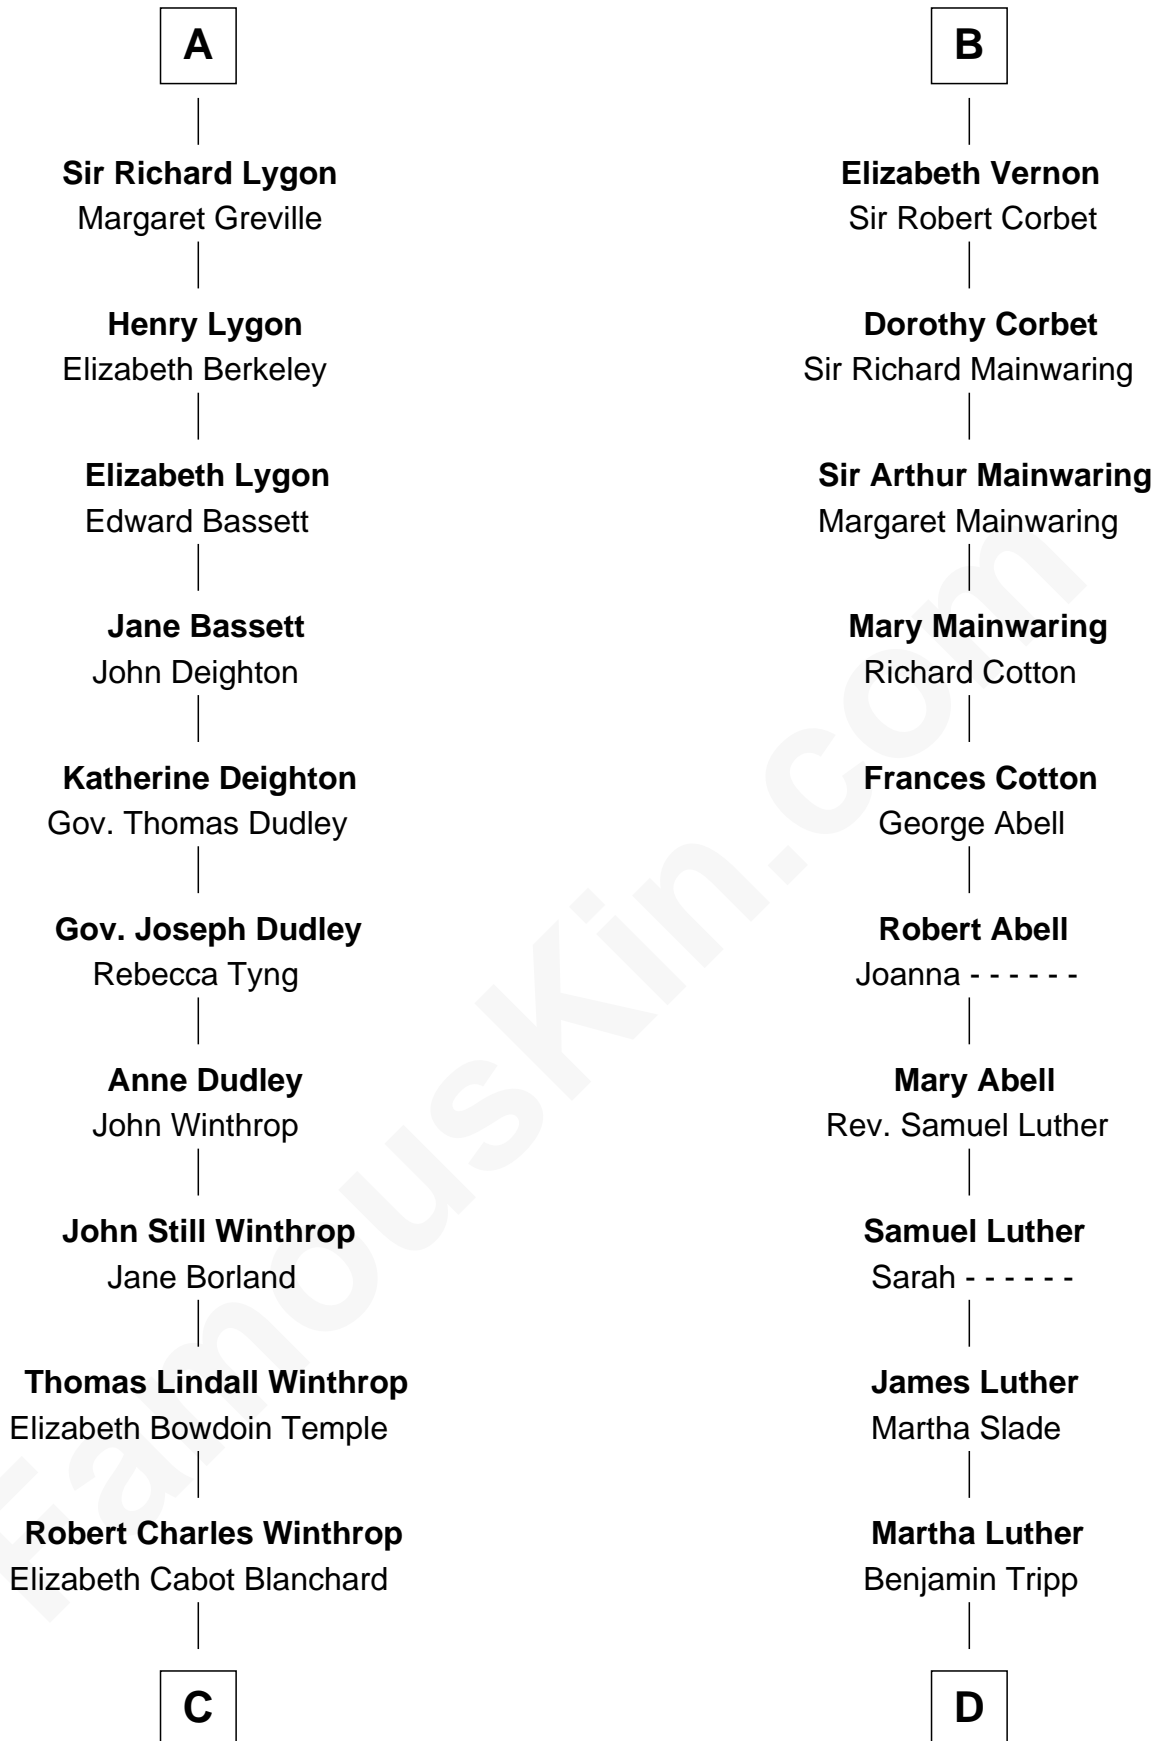 A
Sir Richard Lygon
Margaret Greville
Henry Lygon
Elizabeth Berkeley
Elizabeth Lygon
Edward Bassett
Jane Bassett
John Deighton
Katherine Deighton
Gov. Thomas Dudley
Gov. Joseph Dudley
Rebecca Tyng
Anne Dudley
John Winthrop
John Still Winthrop
Jane Borland
Thomas Lindall Winthrop
Elizabeth Bowdoin Temple
Robert Charles Winthrop
Elizabeth Cabot Blanchard
C
B
Elizabeth Vernon
Sir Robert Corbet
Dorothy Corbet
Sir Richard Mainwaring
Sir Arthur Mainwaring
Margaret Mainwaring
Mary Mainwaring
Richard Cotton
Frances Cotton
George Abell
Robert Abell
Joanna - - - - - -
Mary Abell
Rev. Samuel Luther
Samuel Luther
Sarah - - - - - -
James Luther
Martha Slade
Martha Luther
Benjamin Tripp
D
FamousKin.com